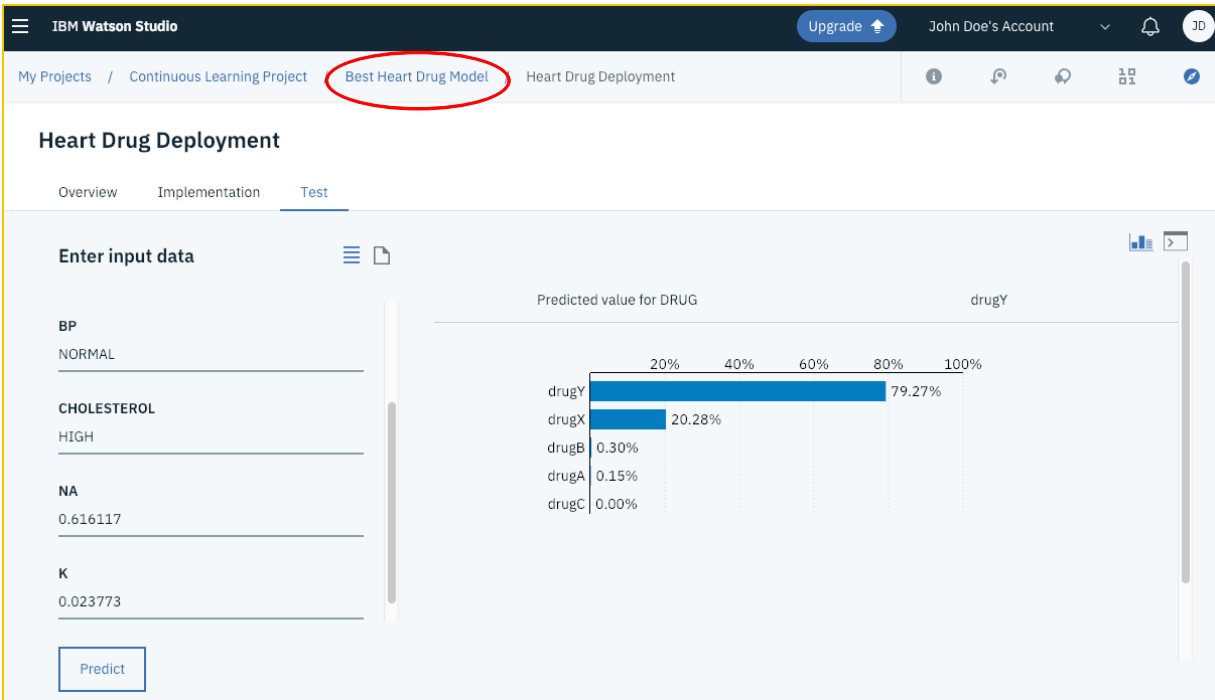 IBM Watson Studio
Upgrade
John Doe's Account
JD
My Projects / Continuous Learning Project / Best Heart Drug Model / Heart Drug Deployment
Heart Drug Deployment
Overview Implementation Test
Enter input data
BP
NORMAL
CHOLESTEROL
HIGH
NA
0.616117
K
0.023773
Predict
Predicted value for DRUG drugY
20% 40% 60% 80% 100%
drugY 79.27%
drugX 20.28%
drugB 0.30%
drugA 0.15%
drugC 0.00%